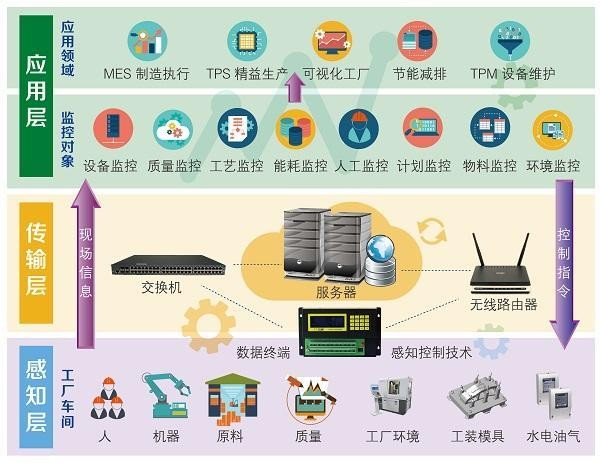 应用层
应用领域
MES 制造执行
TPS 精益生产
可视化工厂
节能减排
TPM 设备维护
监控对象
设备监控
质量监控
工艺监控
能耗监控
人工监控
计划监控
物料监控
环境监控
传输层
现场信息
控制指令
交换机
服务器
无线路由器
数据终端
感知控制技术
感知层
工厂车间
人
机器
原料
质量
工厂环境
工装模具
水电油气